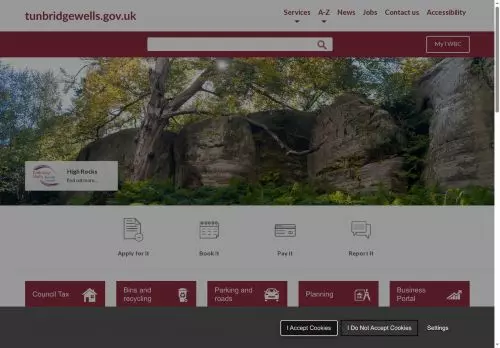 tunbridgewells.gov.uk
Services
A-Z
News
Jobs
Contact us
Accessibility
My TWBC
High Rocks
Find out more...
Apply for it
Book it
Pay it
Report it
Council Tax
Bins and
recycling
Parking and
roads
Planning
Business
Portal
I Accept Cookies
I Do Not Accept Cookies
Settings